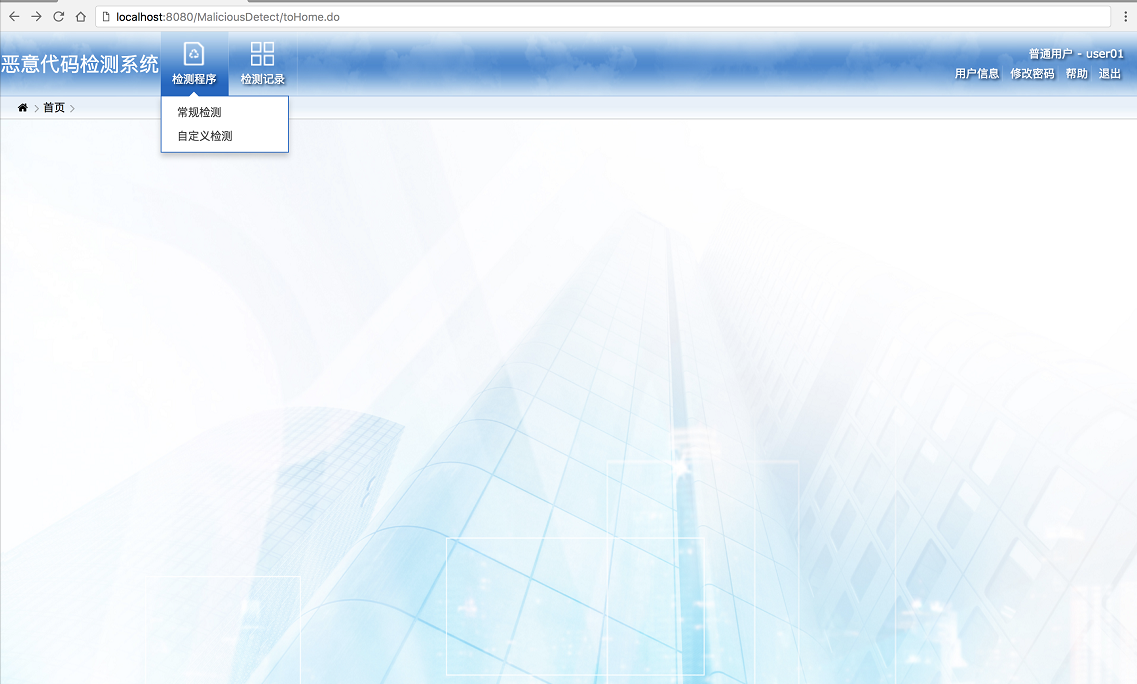 localhost:8080/MaliciousDetect/toHome.do
恶意代码检测系统
检测程序
检测记录
普通用户 - user01
用户信息 修改密码 帮助 退出
首页
常规检测
自定义检测